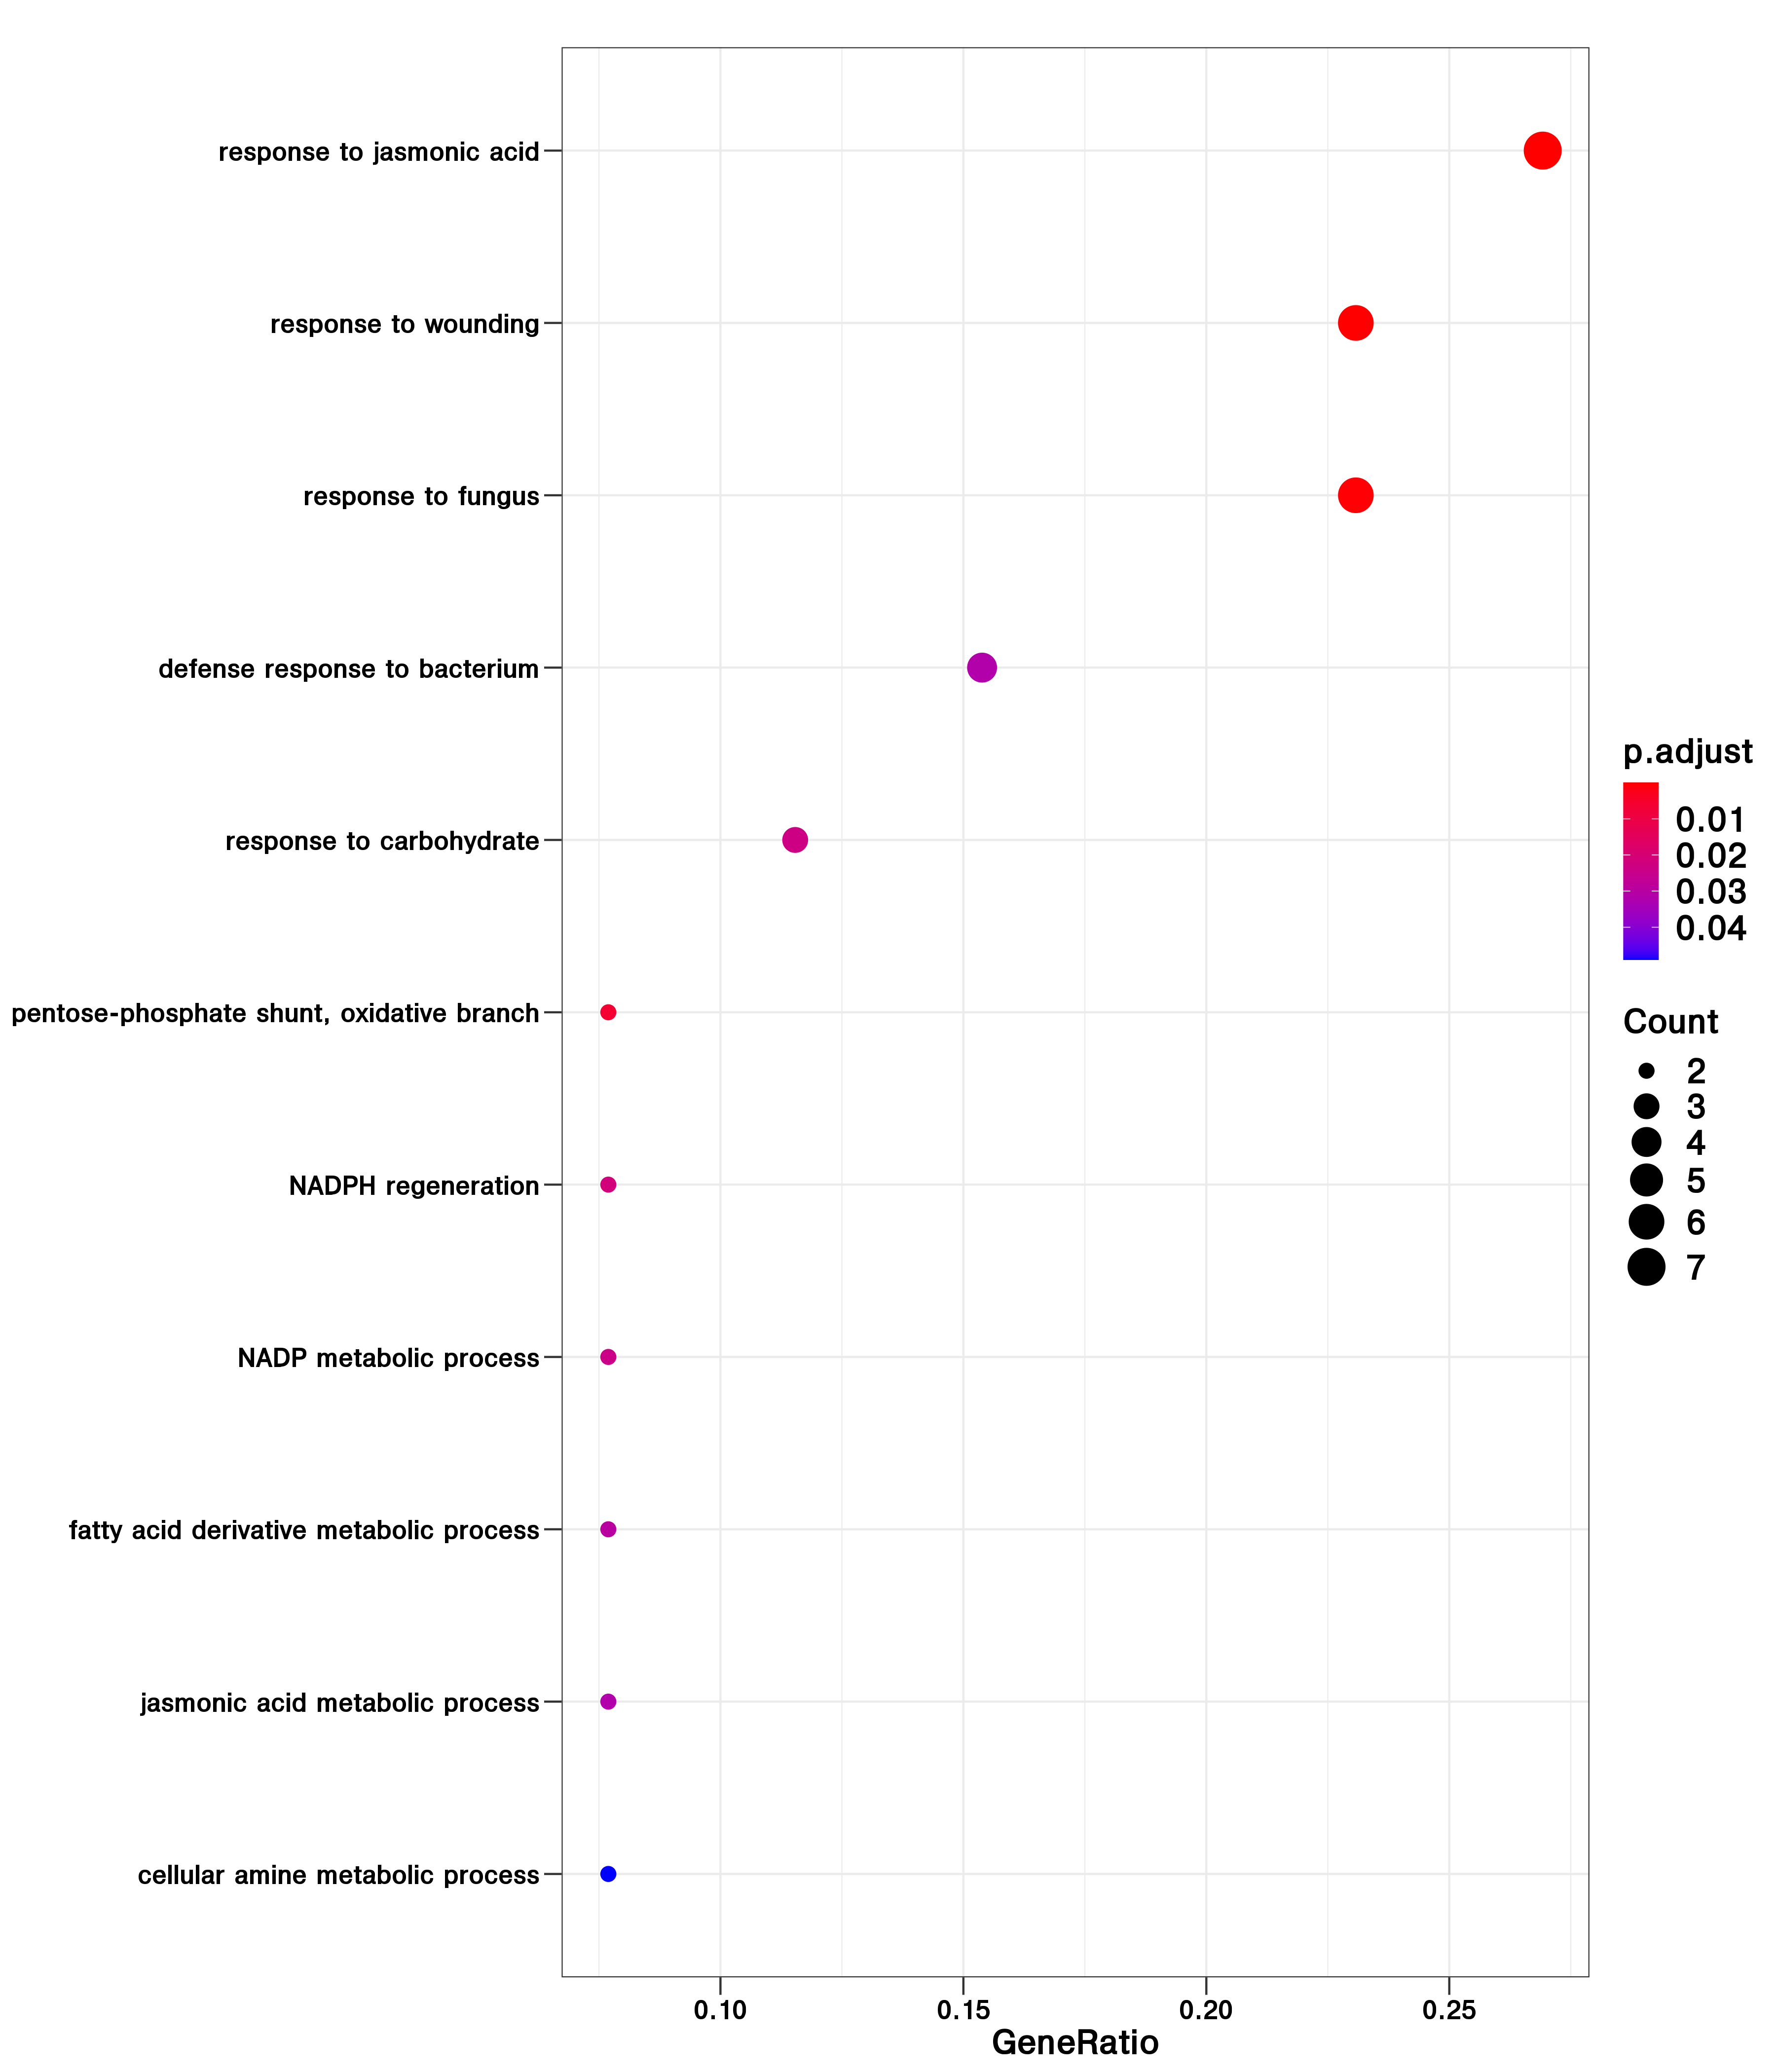 response to jasmonic acid
response to wounding
response to fungus
defense response to bacterium
response to carbohydrate
pentose-phosphate shunt, oxidative branch
NADPH regeneration
NADP metabolic process
fatty acid derivative metabolic process
jasmonic acid metabolic process
cellular amine metabolic process
0.10 0.15 0.20 0.25
GeneRatio
p.adjust
0.01
0.02
0.03
0.04
Count
2
3
4
5
6
7